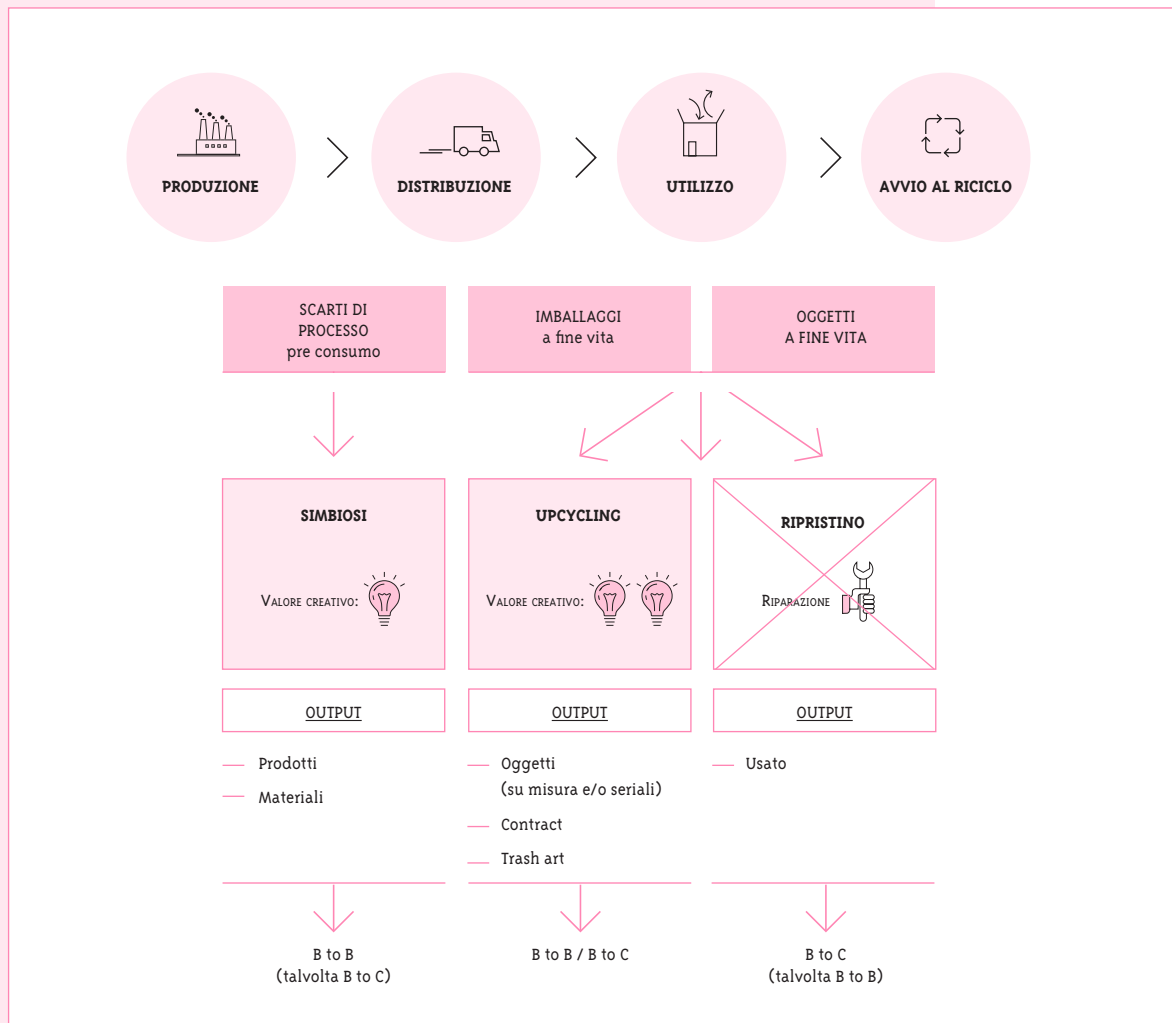 PRODUZIONE
DISTRIBUZIONE
UTILIZZO
AVVIO AL RICICLO
SCARTI DI
PROCESSO
pre consumo
IMBALLAGGI
a fine vita
OGGETTI
A FINE VITA
SIMBIOSI
Valore creativo:
UPCYCLING
Valore creativo:
RIPRISTINO
Riparazione
OUTPUT
— Prodotti
— Materiali
OUTPUT
— Oggetti
(su misura e/o seriali)
— Contract
— Trash art
OUTPUT
— Usato
B to B
(talvolta B to C)
B to B / B to C
B to C
(talvolta B to B)